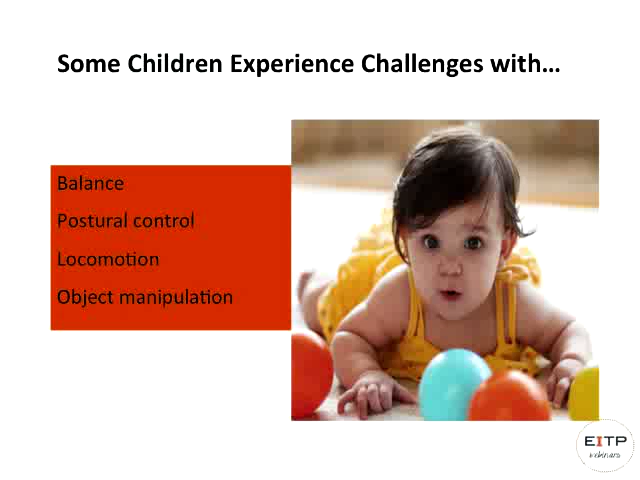 Some Children Experience Challenges with...
Balance
Postural control
Locomotion
Object manipulation
EITP
webinars